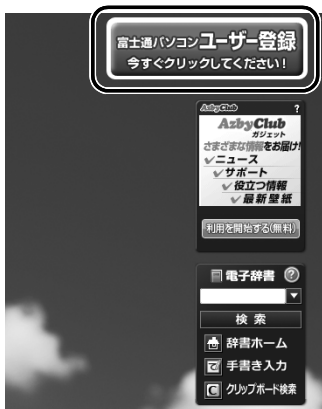 富士通パソコンユーザー登録
今すぐクリックしてください!
AzbyClub ?
AzbyClub
ガジェット
さまざまな情報をお届け!
ニュース
サポート
役立つ情報
最新壁紙
利用を開始する(無料)
電子辞書 ?
検索
辞書ホーム
手書き入力
クリップボード検索